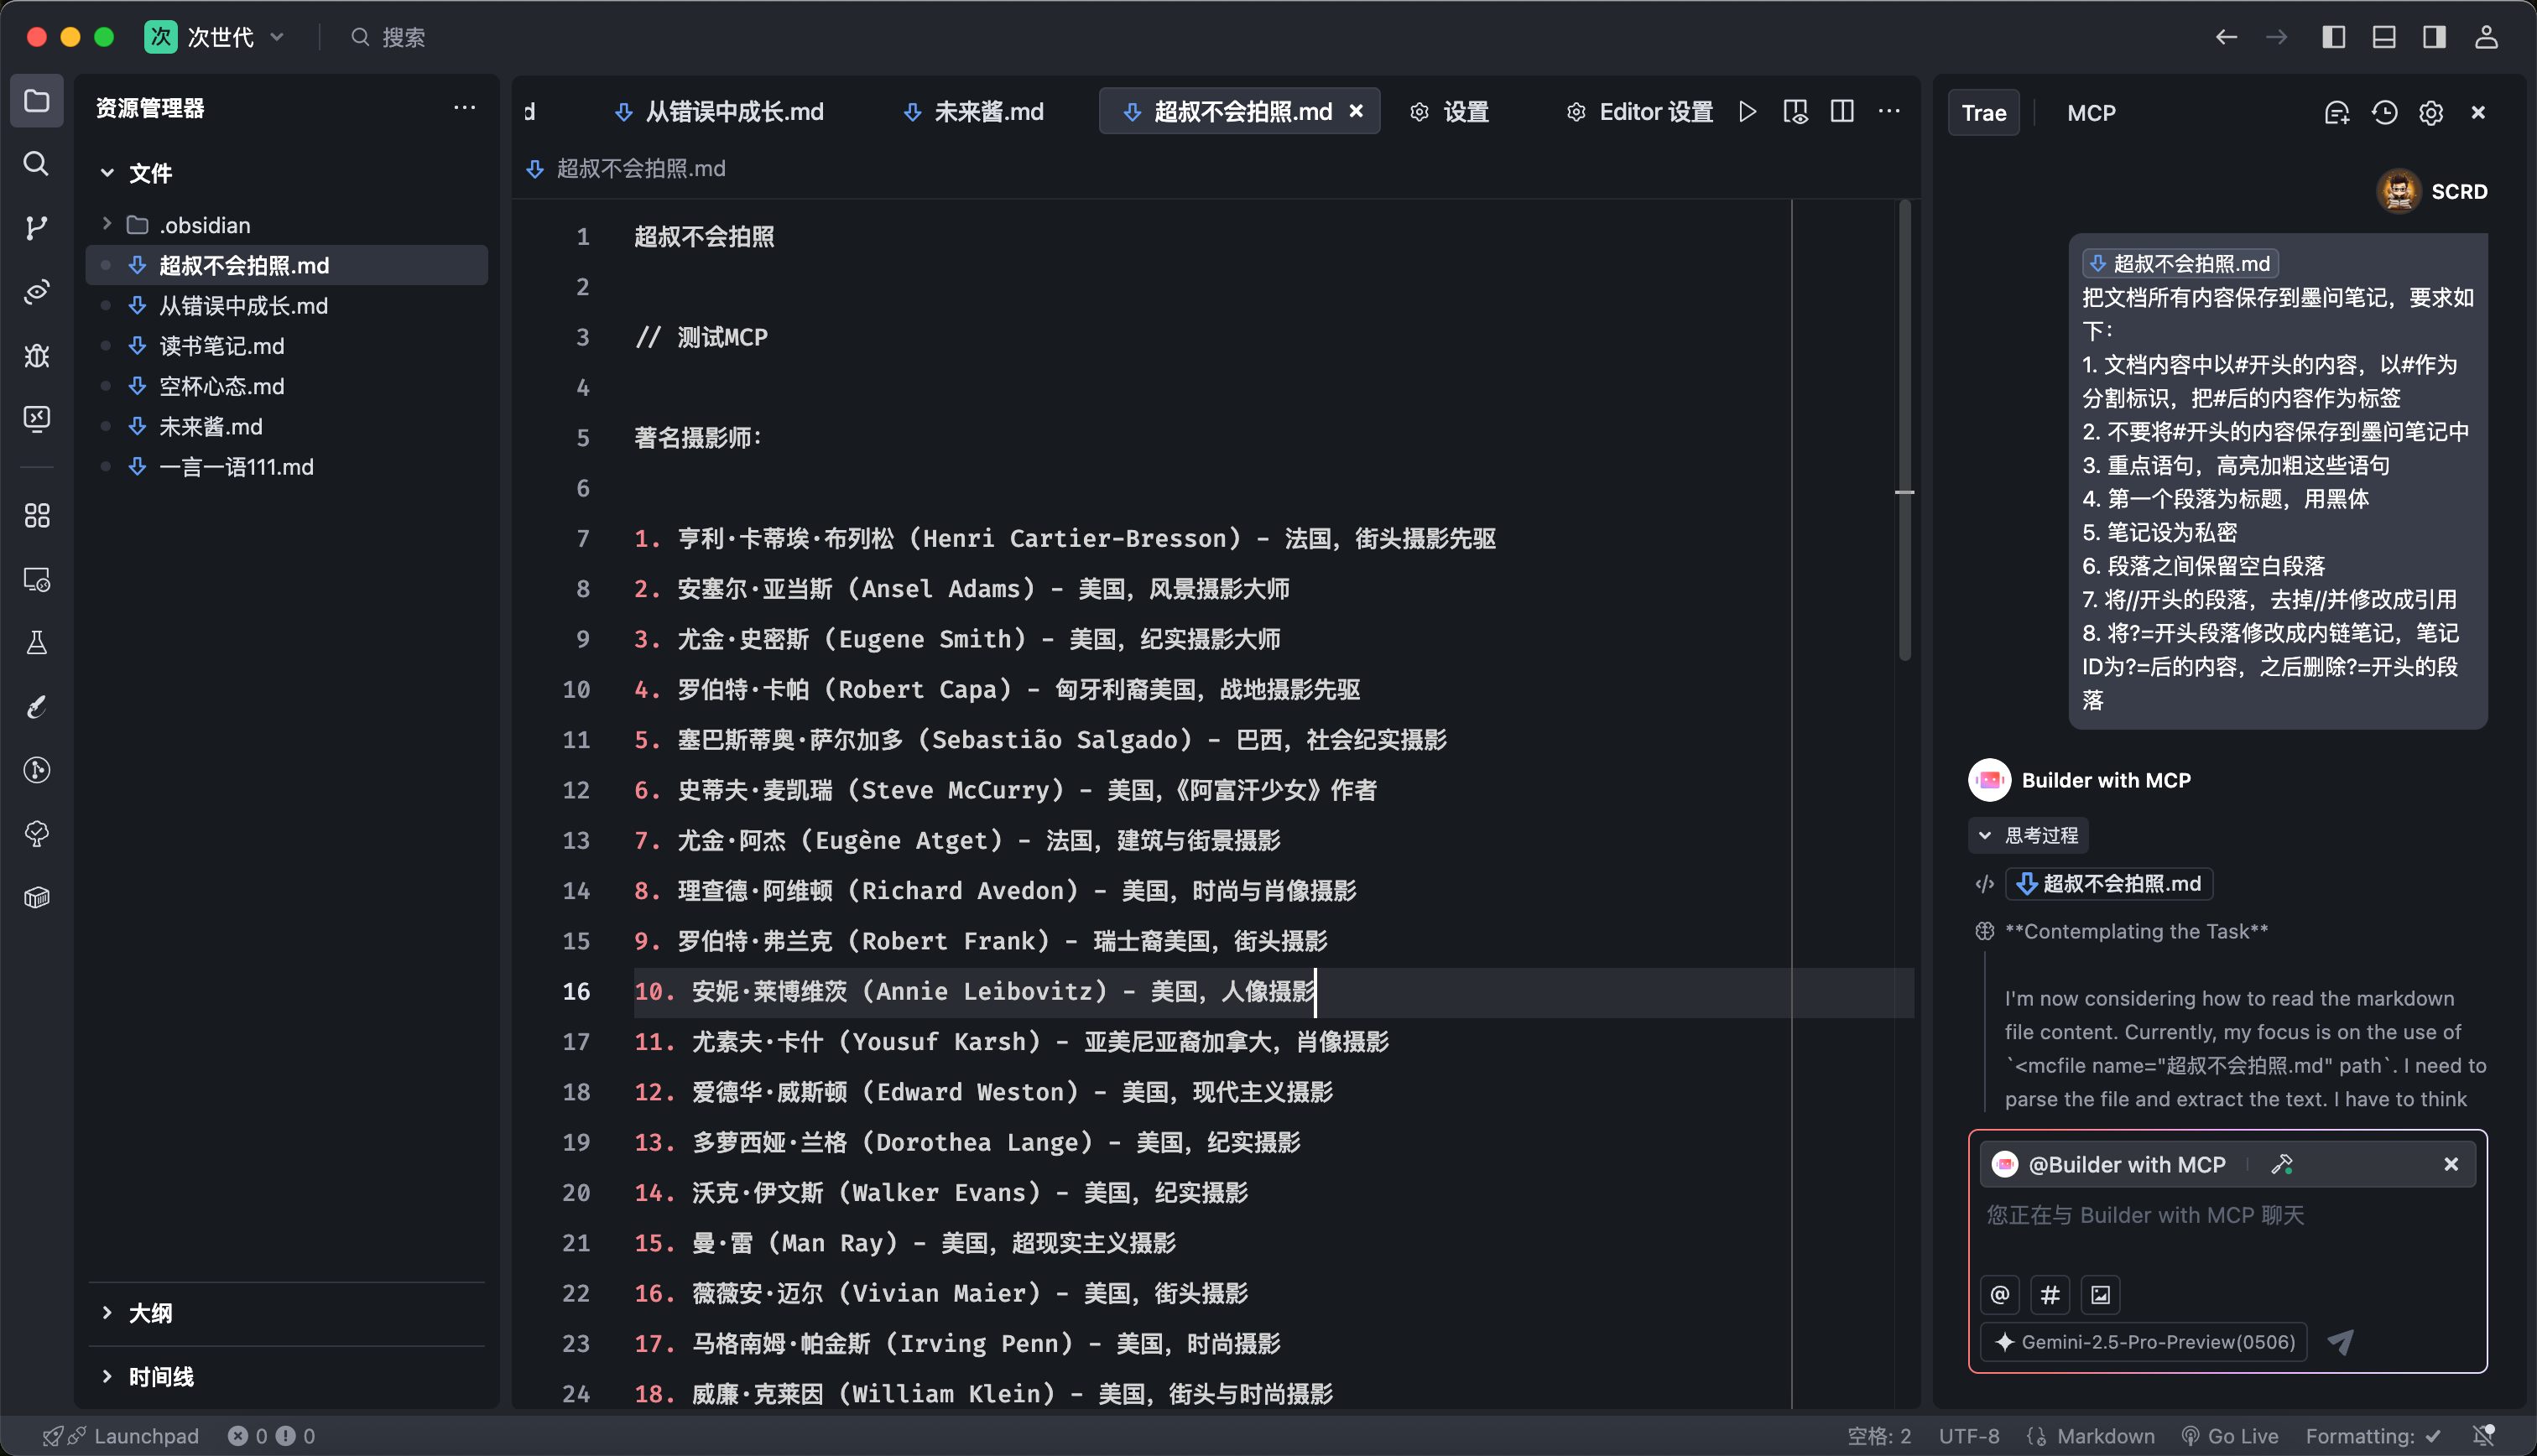 次 次世代
搜索
资源管理器
文件
.obsidian
超叔不会拍照.md
从错误中成长.md
读书笔记.md
空杯心态.md
未来酱.md
一言一语111.md
大纲
时间线
d
从错误中成长.md
未来酱.md
超叔不会拍照.md
设置
Editor 设置
超叔不会拍照.md
1 超叔不会拍照
2
3 // 测试MCP
4
5 著名摄影师：
6
7 1. 亨利·卡蒂埃·布列松（Henri Cartier-Bresson）- 法国，街头摄影先驱
8 2. 安塞尔·亚当斯（Ansel Adams）- 美国，风景摄影大师
9 3. 尤金·史密斯（Eugene Smith）- 美国，纪实摄影大师
10 4. 罗伯特·卡帕（Robert Capa）- 匈牙利裔美国，战地摄影先驱
11 5. 塞巴斯蒂奥·萨尔加多（Sebastião Salgado）- 巴西，社会纪实摄影
12 6. 史蒂夫·麦凯瑞（Steve McCurry）- 美国，《阿富汗少女》作者
13 7. 尤金·阿杰（Eugène Atget）- 法国，建筑与街景摄影
14 8. 理查德·阿维顿（Richard Avedon）- 美国，时尚与肖像摄影
15 9. 罗伯特·弗兰克（Robert Frank）- 瑞士裔美国，街头摄影
16 10. 安妮·莱博维茨（Annie Leibovitz）- 美国，人像摄影
17 11. 尤素夫·卡什（Yousuf Karsh）- 亚美尼亚裔加拿大，肖像摄影
18 12. 爱德华·威斯顿（Edward Weston）- 美国，现代主义摄影
19 13. 多萝西娅·兰格（Dorothea Lange）- 美国，纪实摄影
20 14. 沃克·伊文斯（Walker Evans）- 美国，纪实摄影
21 15. 曼·雷（Man Ray）- 美国，超现实主义摄影
22 16. 薇薇安·迈尔（Vivian Maier）- 美国，街头摄影
23 17. 马格南姆·帕金斯（Irving Penn）- 美国，时尚摄影
24 18. 威廉·克莱因（William Klein）- 美国，街头与时尚摄影
Trae
MCP
SCRD
超叔不会拍照.md
把文档所有内容保存到墨问笔记，要求如
下：
1. 文档内容中以#开头的内容，以#作为
分割标识，把#后的内容作为标签
2. 不要将#开头的内容保存到墨问笔记中
3. 重点语句，高亮加粗这些语句
4. 第一个段落为标题，用黑体
5. 笔记设为私密
6. 段落之间保留空白段落
7. 将//开头的段落，去掉//并修改成引用
8. 将?=开头段落修改成内链笔记，笔记
ID为?=后的内容，之后删除?=开头的段
落
Builder with MCP
思考过程
</> 超叔不会拍照.md
**Contemplating the Task**
I'm now considering how to read the markdown
file content. Currently, my focus is on the use of
`<mcfile name="超叔不会拍照.md" path`. I need to
parse the file and extract the text. I have to think
@Builder with MCP
您正在与 Builder with MCP 聊天
@ #
Gemini-2.5-Pro-Preview(0506)
Launchpad 0 0
空格: 2 UTF-8 Markdown Go Live Formatting: